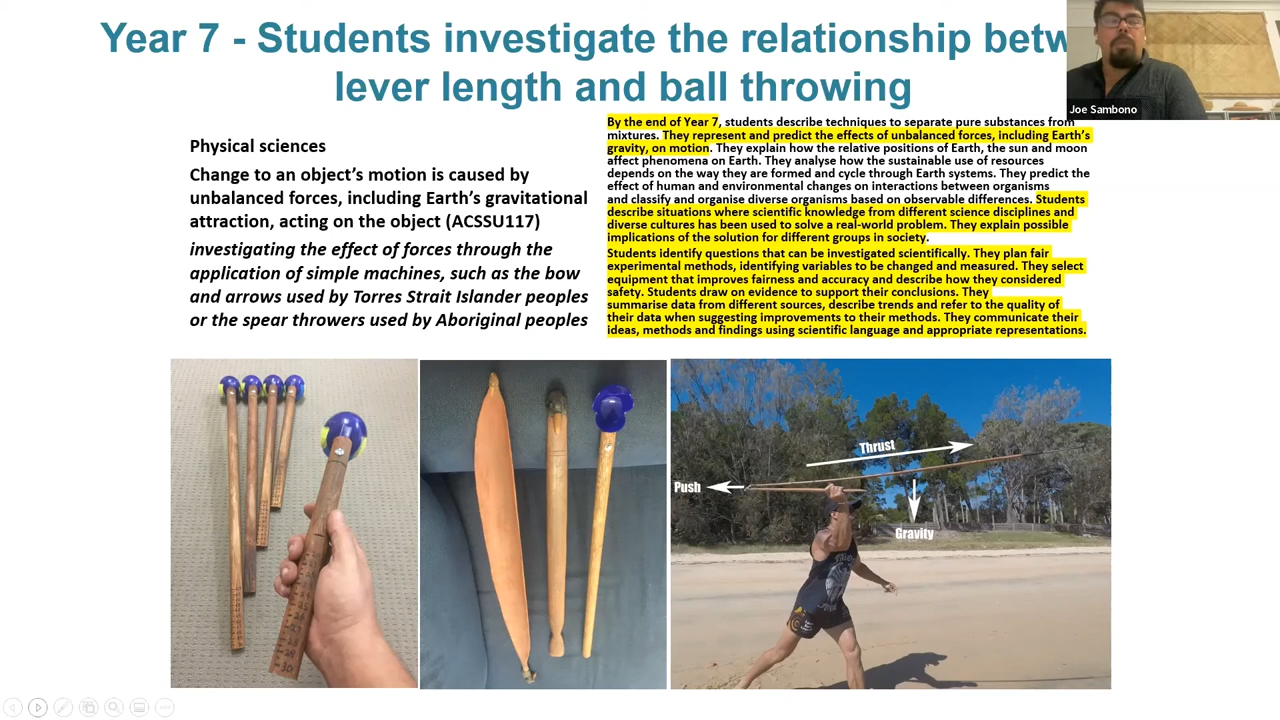 Year 7 - Students investigate the relationship betw
lever length and ball throwing
Joe Sambono
Physical sciences
Change to an object’s motion is caused by
unbalanced forces, including Earth’s gravitational
attraction, acting on the object (ACSSU117)
investigating the effect of forces through the
application of simple machines, such as the bow
and arrows used by Torres Strait Islander peoples
or the spear throwers used by Aboriginal peoples
By the end of Year 7, students describe techniques to separate pure substances from
mixtures. They represent and predict the effects of unbalanced forces, including Earth’s
gravity, on motion. They explain how the relative positions of Earth, the sun and moon
affect phenomena on Earth. They analyse how the sustainable use of resources
depends on the way they are formed and cycle through Earth systems. They predict the
effect of human and environmental changes on interactions between organisms
and classify and organise diverse organisms based on observable differences. Students
describe situations where scientific knowledge from different science disciplines and
diverse cultures has been used to solve a real-world problem. They explain possible
implications of the solution for different groups in society.
Students identify questions that can be investigated scientifically. They plan fair
experimental methods, identifying variables to be changed and measured. They select
equipment that improves fairness and accuracy and describe how they considered
safety. Students draw on evidence to support their conclusions. They
summarise data from different sources, describe trends and refer to the quality of
their data when suggesting improvements to their methods. They communicate their
ideas, methods and findings using scientific language and appropriate representations.
Thrust
Push
Gravity
30